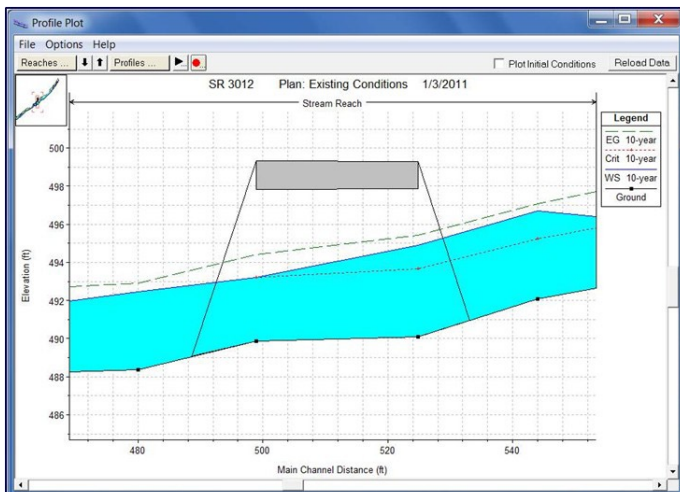 Profile Plot
File Options Help
Reaches ... Profiles ... Plot Initial Conditions Reload Data
SR 3012 Plan: Existing Conditions 1/3/2011
Stream Reach
Legend
EG 10-year
Crit 10-year
WS 10-year
Ground
Elevation (ft)
500
498
496
494
492
490
488
486
480 500 520 540
Main Channel Distance (ft)